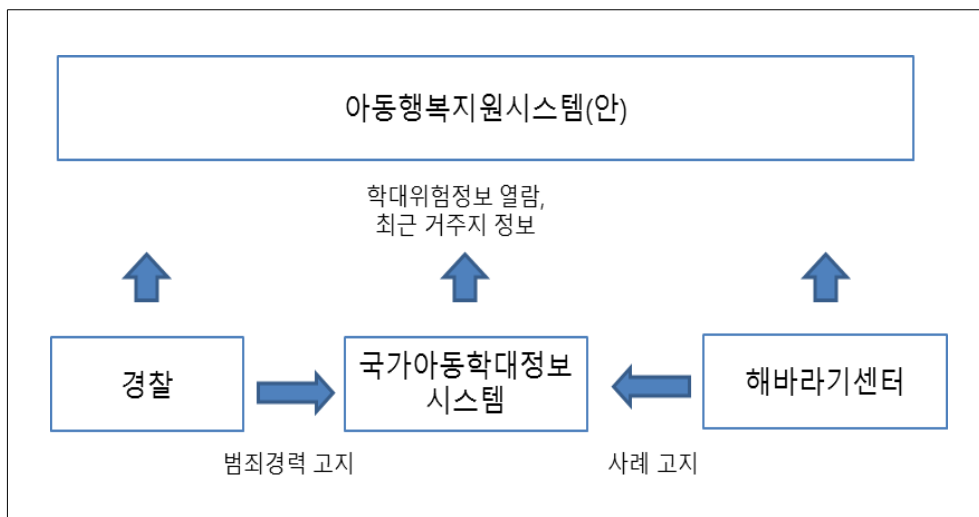 아동행복지원시스템(안)
학대위험정보 열람,
최근 거주지 정보
경찰
국가아동학대정보
시스템
해바라기센터
범죄경력 고지
사례 고지